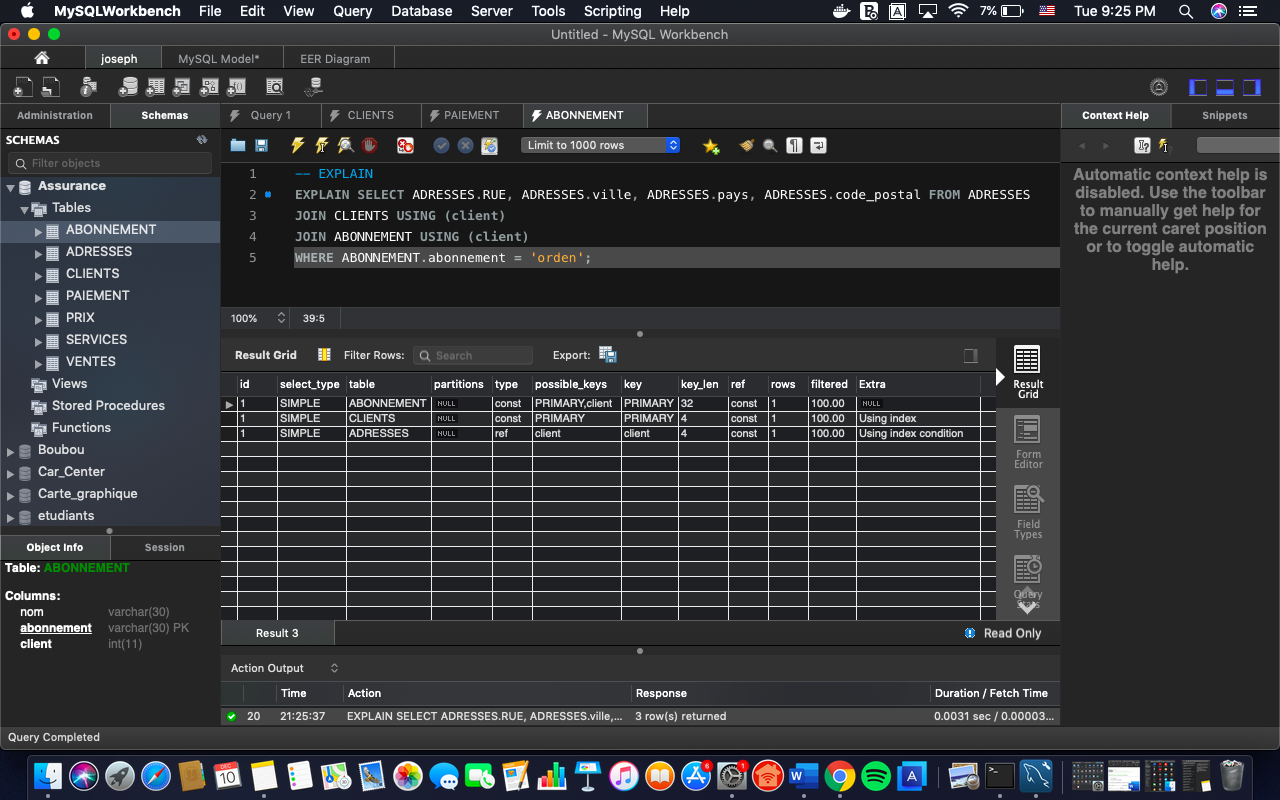 MySQLWorkbench File Edit View Query Database Server Tools Scripting Help 7% Tue 9:25 PM
Untitled - MySQL Workbench
joseph MySQL Model* EER Diagram
Administration Schemas Query 1 CLIENTS PAIEMENT ABONNEMENT Context Help Snippets
SCHEMAS
Filter objects
Assurance
Tables
ABONNEMENT
ADRESSES
CLIENTS
PAIEMENT
PRIX
SERVICES
VENTES
Views
Stored Procedures
Functions
Boubou
Car_Center
Carte_graphique
etudiants
Object Info Session
Table: ABONNEMENT
Columns:
nom varchar(30)
abonnement varchar(30) PK
client int(11)
Limit to 1000 rows
1 -- EXPLAIN
2 EXPLAIN SELECT ADRESSES.RUE, ADRESSES.ville, ADRESSES.pays, ADRESSES.code_postal FROM ADRESSES
3 JOIN CLIENTS USING (client)
4 JOIN ABONNEMENT USING (client)
5 WHERE ABONNEMENT.abonnement = 'orden';
100% 39:5
Result Grid Filter Rows: Search Export:
id select_type table partitions type possible_keys key key_len ref rows filtered Extra
1 SIMPLE ABONNEMENT NULL const PRIMARY,client PRIMARY 32 const 1 100.00 NULL
1 SIMPLE CLIENTS NULL const PRIMARY PRIMARY 4 const 1 100.00 Using index
1 SIMPLE ADRESSES NULL ref client client 4 const 1 100.00 Using index condition
Result
Grid
Form
Editor
Field
Types
Query
Stats
Result 3 Read Only
Action Output
Time Action Response Duration / Fetch Time
20 21:25:37 EXPLAIN SELECT ADRESSES.RUE, ADRESSES.ville,... 3 row(s) returned 0.0031 sec / 0.00003...
Automatic context help is
disabled. Use the toolbar
to manually get help for
the current caret position
or to toggle automatic
help.
Query Completed
DEC
10
6
1